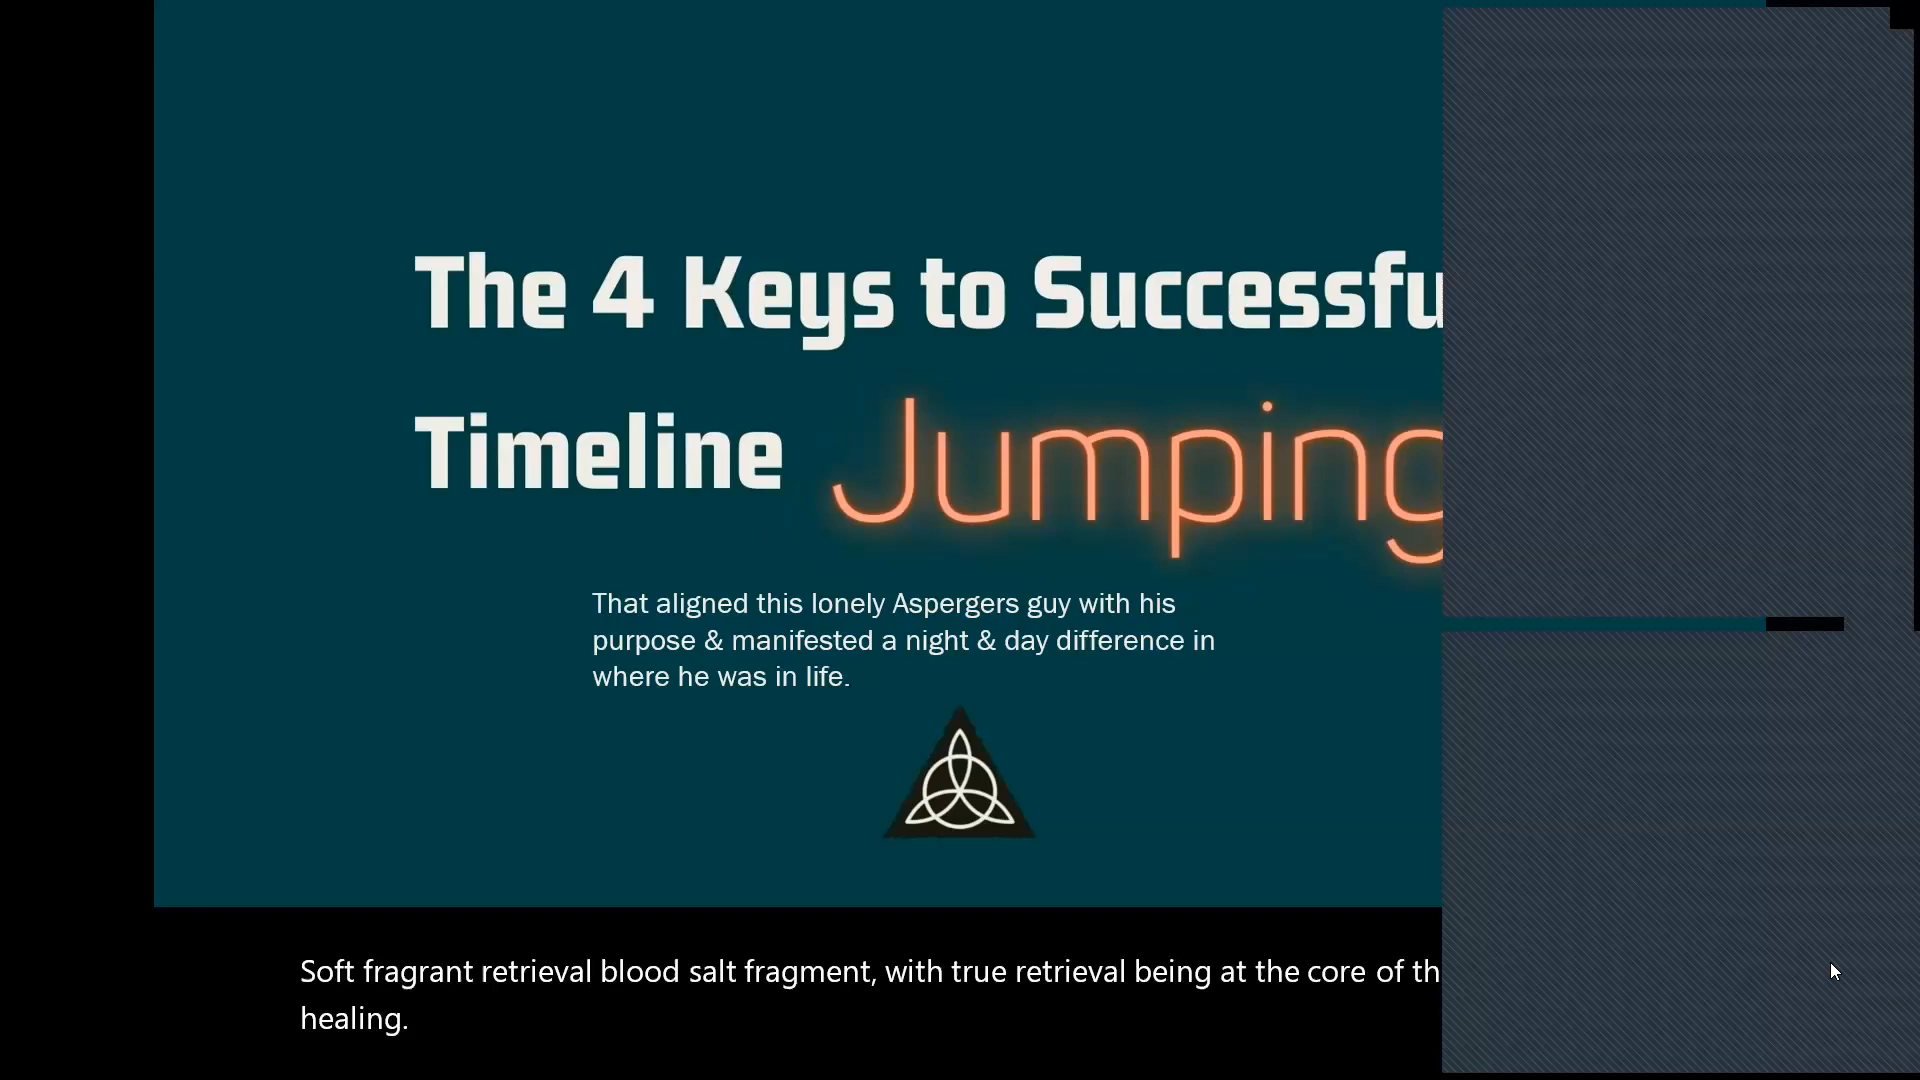 The 4 Keys to Successfu
Timeline Jumping
That aligned this lonely Aspergers guy with his
purpose & manifested a night & day difference in
where he was in life.
Soft fragrant retrieval blood salt fragment, with true retrieval being at the core of th
healing.